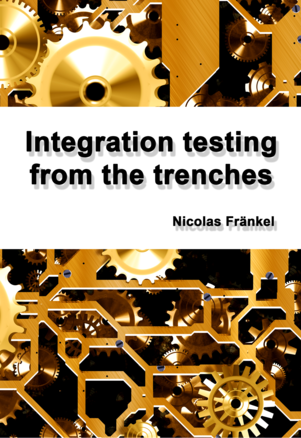 Integration testing
from the trenches
Nicolas Fränkel